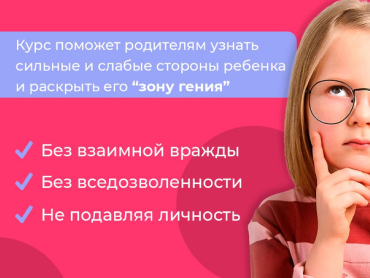 Курс поможет родителям узнать
сильные и слабые стороны ребенка
и раскрыть его “зону гения”
Без взаимной вражды
Без вседозволенности
Не подавляя личность